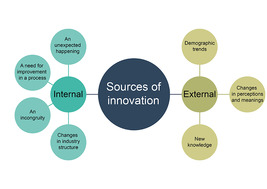 An
unexpected
happening
A need for
improvement
in a process
An
incongruity
Changes
in industry
structure
Internal
Sources of
innovation
External
Demographic
trends
Changes
in perceptions
and meanings
New
knowledge